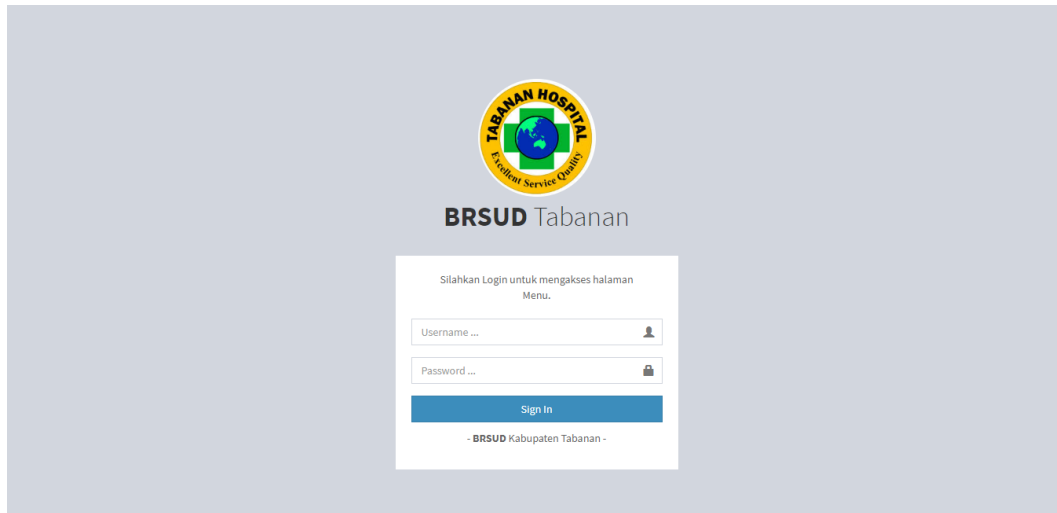 TABANAN HOSPITAL
Excellent Service Quality
BRSUD Tabanan
Silahkan Login untuk mengakses halaman
Menu.
Username ...
Password ...
Sign In
- BRSUD Kabupaten Tabanan -